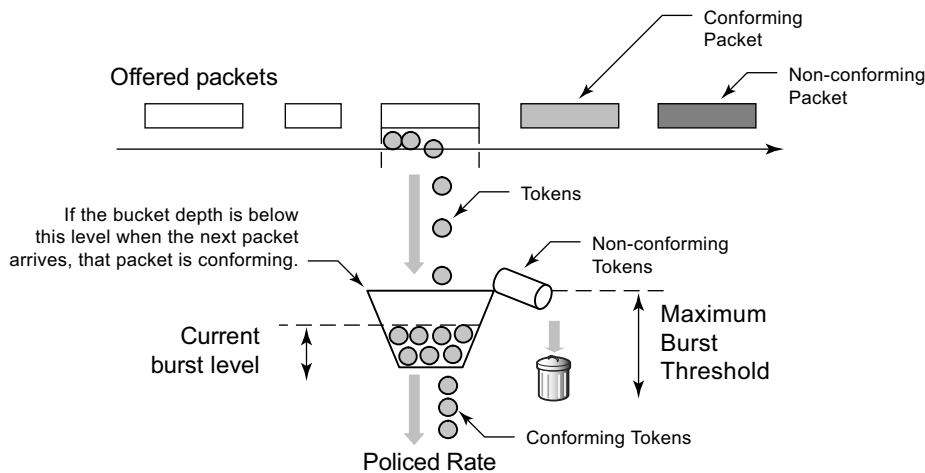 Conforming
Packet
Offered packets
Non-conforming
Packet
Tokens
If the bucket depth is below
this level when the next packet
arrives, that packet is conforming.
Non-conforming
Tokens
Current
burst level
Maximum
Burst
Threshold
Conforming Tokens
Policed Rate